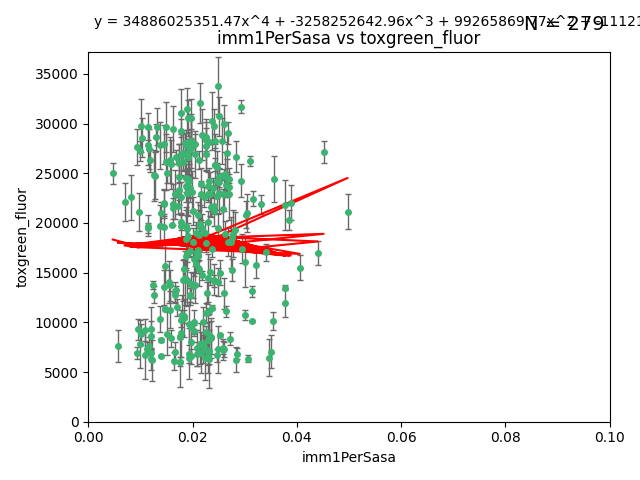 y = 34886025351.47x^4 + -3258252642.96x^3 +
N = 279
imm1PerSasa vs toxgreen_fluor
toxgreen_fluor
35000
30000
25000
20000
15000
10000
5000
0
0.00 0.02 0.04 0.06 0.08 0.10
imm1PerSasa